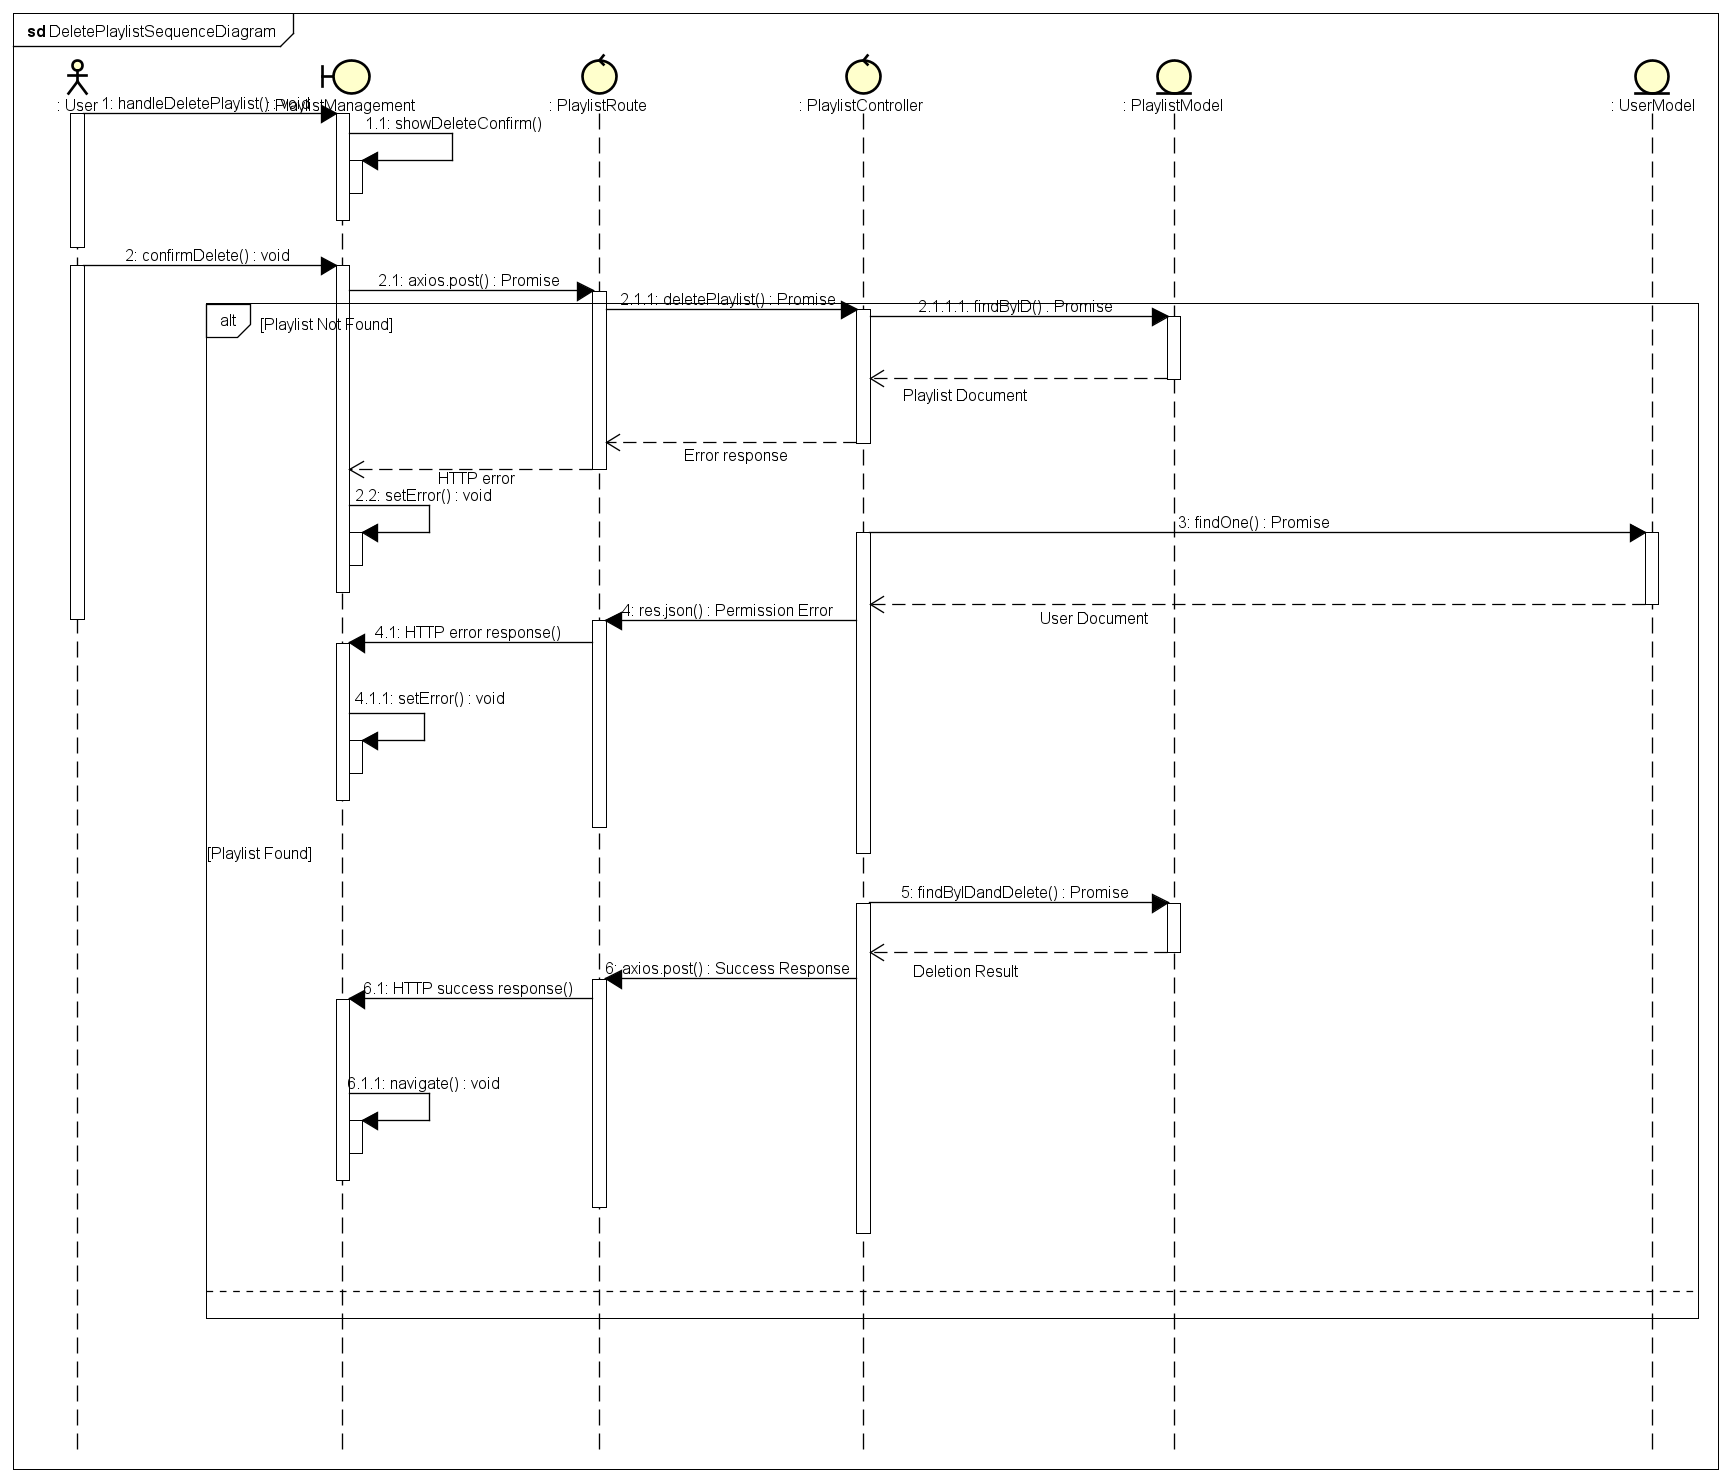 sd DeletePlaylistSequenceDiagram
: User
: PlaylistManagement
: PlaylistRoute
: PlaylistController
: PlaylistModel
: UserModel
1: handleDeletePlaylist() : void
1.1: showDeleteConfirm()
2: confirmDelete() : void
2.1: axios.post() : Promise
2.1.1: deletePlaylist() : Promise
2.1.1.1: findByID() : Promise
alt
[Playlist Not Found]
Playlist Document
Error response
HTTP error
2.2: setError() : void
3: findOne() : Promise
User Document
4: res.json() : Permission Error
4.1: HTTP error response()
4.1.1: setError() : void
[Playlist Found]
5: findByIDandDelete() : Promise
Deletion Result
6: axios.post() : Success Response
6.1: HTTP success response()
6.1.1: navigate() : void